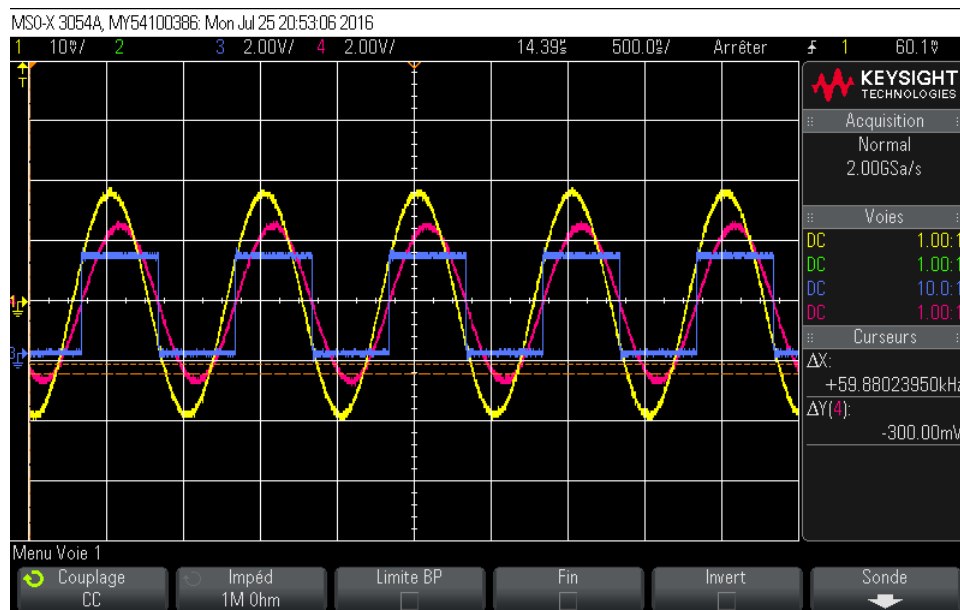 MSO-X 3054A, MY54100386: Mon Jul 25 20:53:06 2016
1 10V/ 2 3 2.00V/ 4 2.00V/ 14.39s 500.0s/ Arrêter 1 60.1V
T
KEYSIGHT
TECHNOLOGIES
Acquisition
Normal
2.00GSa/s
Voies
DC 1.00:1
DC 1.00:1
DC 10.0:1
DC 1.00:1
Curseurs
ΔX:
+59.88023950kHz
ΔY(4):
-300.00mV
Menu Voie 1
Couplage Impéd Limite BP Fin Invert Sonde
CC 1M Ohm